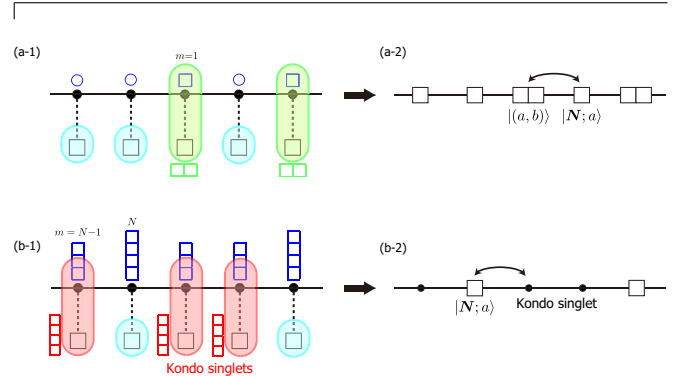 (a-1)
m=1
(a-2)
|(a, b)⟩
|N; a⟩
(b-1)
m = N−1
N
(b-2)
|N; a⟩
Kondo singlet
Kondo singlets